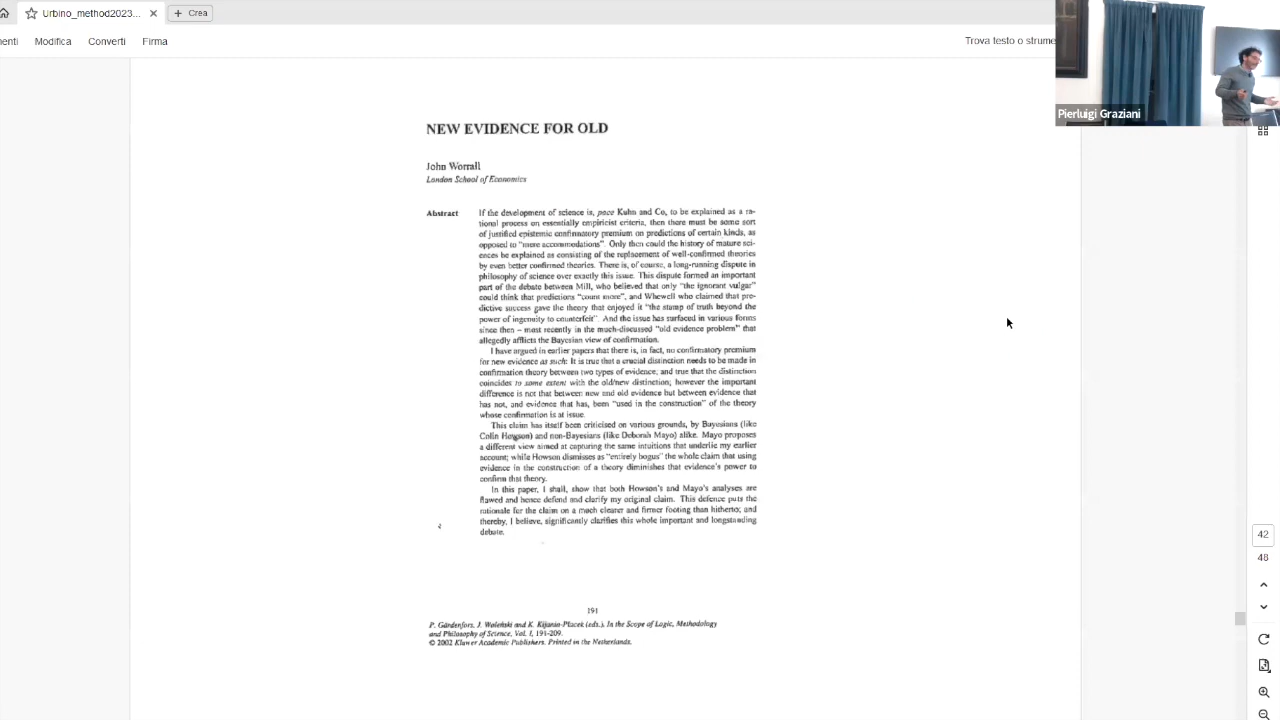 Urbino_method2023...
Crea
nenti
Modifica
Converti
Firma
Trova testo o strume
Pierluigi Graziani
NEW EVIDENCE FOR OLD
John Worrall
London School of Economics
Abstract
If the development of science is, pace Kuhn and Co, to be explained as a ra-
tional process on essentially empiricist criteria, then there must be some sort
of justified epistemic confirmatory premium on predictions of certain kinds, as
opposed to "mere accommodations". Only then could the history of mature sci-
ences be explained as consisting of the replacement of well-confirmed theories
by even better confirmed theories. There is, of course, a long-running dispute in
philosophy of science over exactly this issue. This dispute formed an important
part of the debate between Mill, who believed that only "the ignorant vulgar"
could think that predictions "count more", and Whewell who claimed that pre-
dictive success gave the theory that enjoyed it "the stamp of truth beyond the
power of ingenuity to counterfeit". And the issue has surfaced in various forms
since then – most recently in the much-discussed "old evidence problem" that
allegedly afflicts the Bayesian view of confirmation.
I have argued in earlier papers that there is, in fact, no confirmatory premium
for new evidence as such: It is true that a crucial distinction needs to be made in
confirmation theory between two types of evidence; and true that the distinction
coincides to some extent with the old/new distinction; however the important
difference is not that between new and old evidence but between evidence that
has not, and evidence that has, been "used in the construction" of the theory
whose confirmation is at issue.
This claim has itself been criticised on various grounds, by Bayesians (like
Colin Howson) and non-Bayesians (like Deborah Mayo) alike. Mayo proposes
a different view aimed at capturing the same intuitions that underlie my earlier
account; while Howson dismisses as "entirely bogus" the whole claim that using
evidence in the construction of a theory diminishes that evidence's power to
confirm that theory.
In this paper, I shall, show that both Howson's and Mayo's analyses are
flawed and hence defend and clarify my original claim. This defence puts the
rationale for the claim on a much clearer and firmer footing than hitherto; and
thereby, I believe, significantly clarifies this whole important and longstanding
debate.
191
P. Gärdenfors, J. Woleński and K. Kijania-Placek (eds.), In the Scope of Logic, Methodology
and Philosophy of Science, Vol. I, 191-209.
© 2002 Kluwer Academic Publishers. Printed in the Netherlands.
42
48